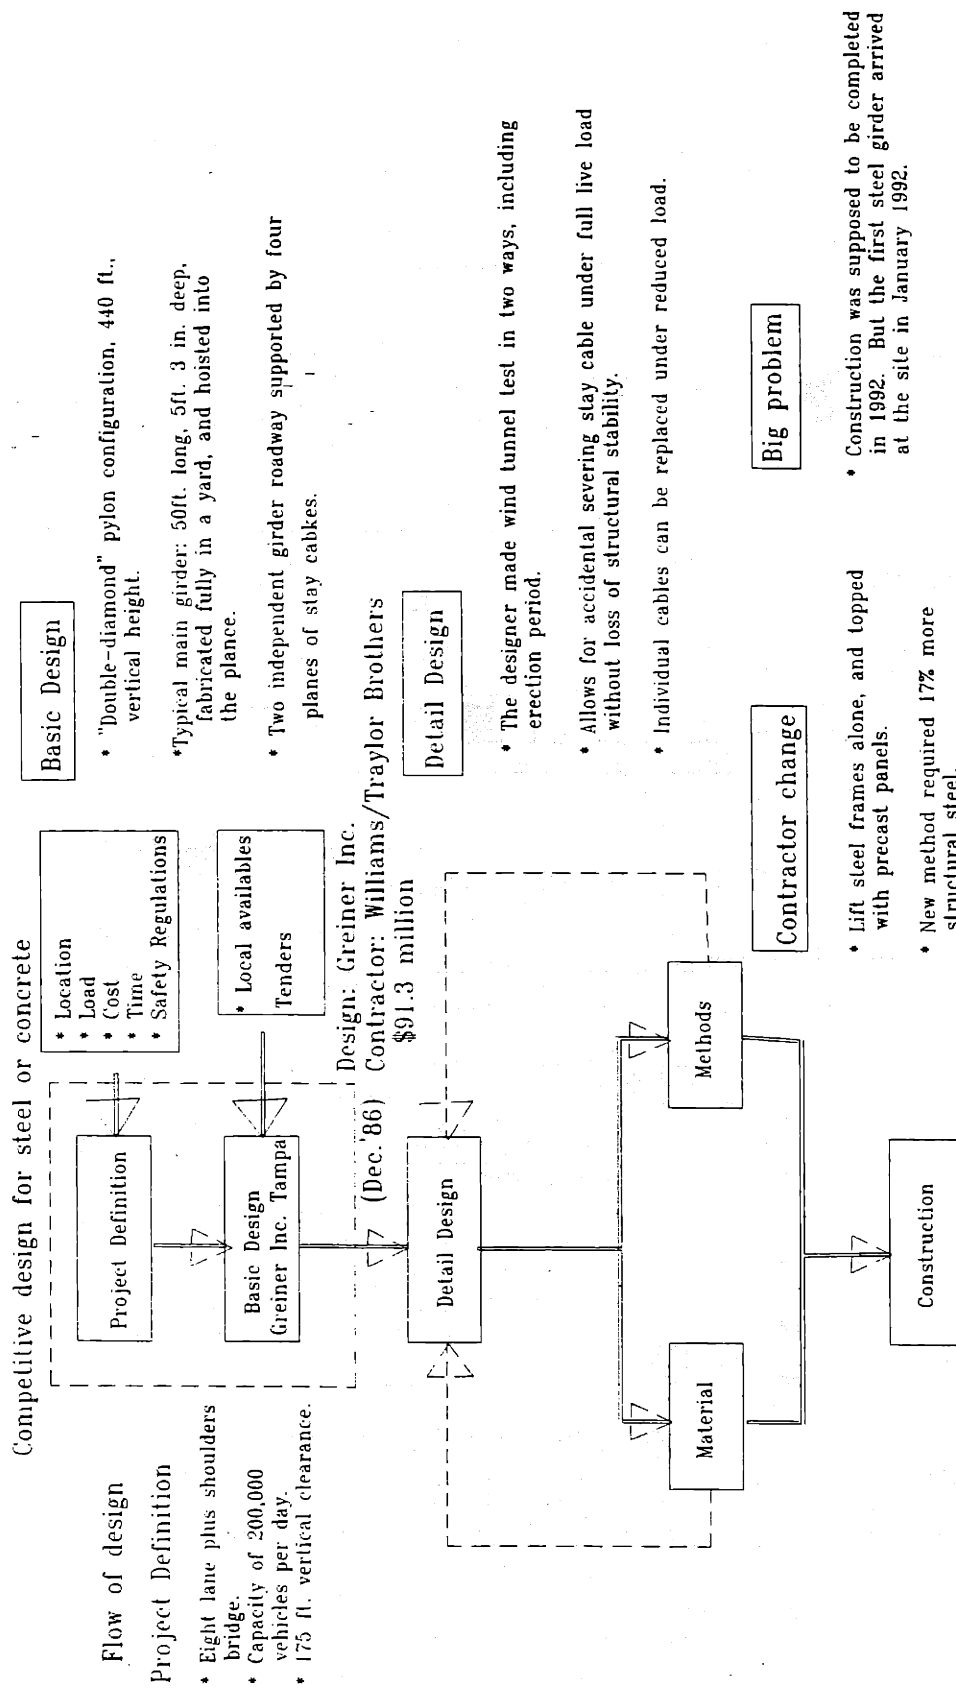 Competitive design for steel or concrete
Flow of design
Project Definition
* Eight lane plus shoulders
bridge.
* Capacity of 200,000
vehicles per day.
* 175 ft. vertical clearance.
Project Definition
* Location
* Load
* Cost
* Time
* Safety Regulations
Basic Design
Greiner Inc. Tampa
* Local availables
Tenders
(Dec.'86)
Design: Greiner Inc.
Contractor: Williams/Traylor Brothers
$91.3 million
Detail Design
Material
Methods
Construction
Basic Design
* "Double-diamond" pylon configuration, 440 ft.,
vertical height.
*Typical main girder: 50ft. long, 5ft. 3 in. deep,
fabricated fully in a yard, and hoisted into
the plance.
* Two independent girder roadway supported by four
planes of stay cabkes.
Detail Design
* The designer made wind tunnel test in two ways, including
erection period.
* Allows for accidental severing stay cable under full live load
without loss of structural stability.
* Individual cables can be replaced under reduced load.
Contractor change
* Lift steel frames alone, and topped
with precast panels.
* New method required 17% more
structural steel.
Big problem
* Construction was supposed to be completed
in 1992. But the first steel girder arrived
at the site in January 1992.